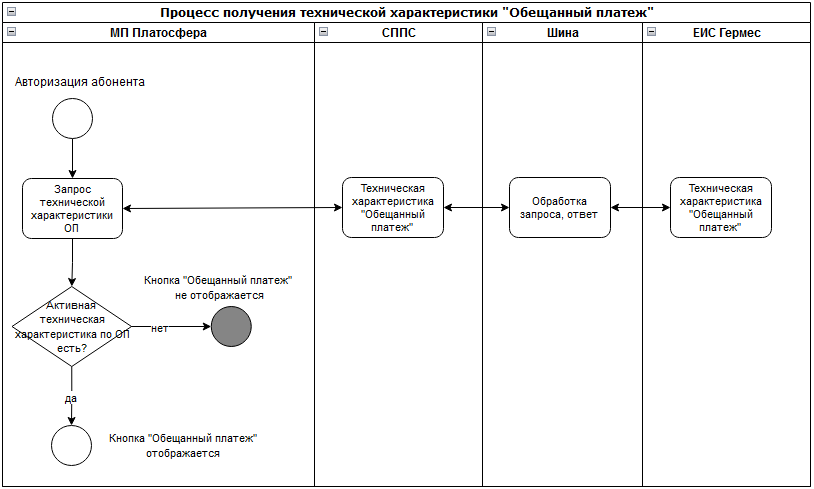 Процесс получения технической характеристики "Обещанный платеж"
МП Платосфера
СППС
Шина
ЕИС Гермес
Авторизация абонента
Запрос
технической
характеристики
ОП
Техническая
характеристика
"Обещанный
платеж"
Обработка
запроса, ответ
Техническая
характеристика
"Обещанный
платеж"
Кнопка "Обещанный платеж"
не отображается
Активная
техническая
характеристика по ОП
есть?
нет
да
Кнопка "Обещанный платеж"
отображается